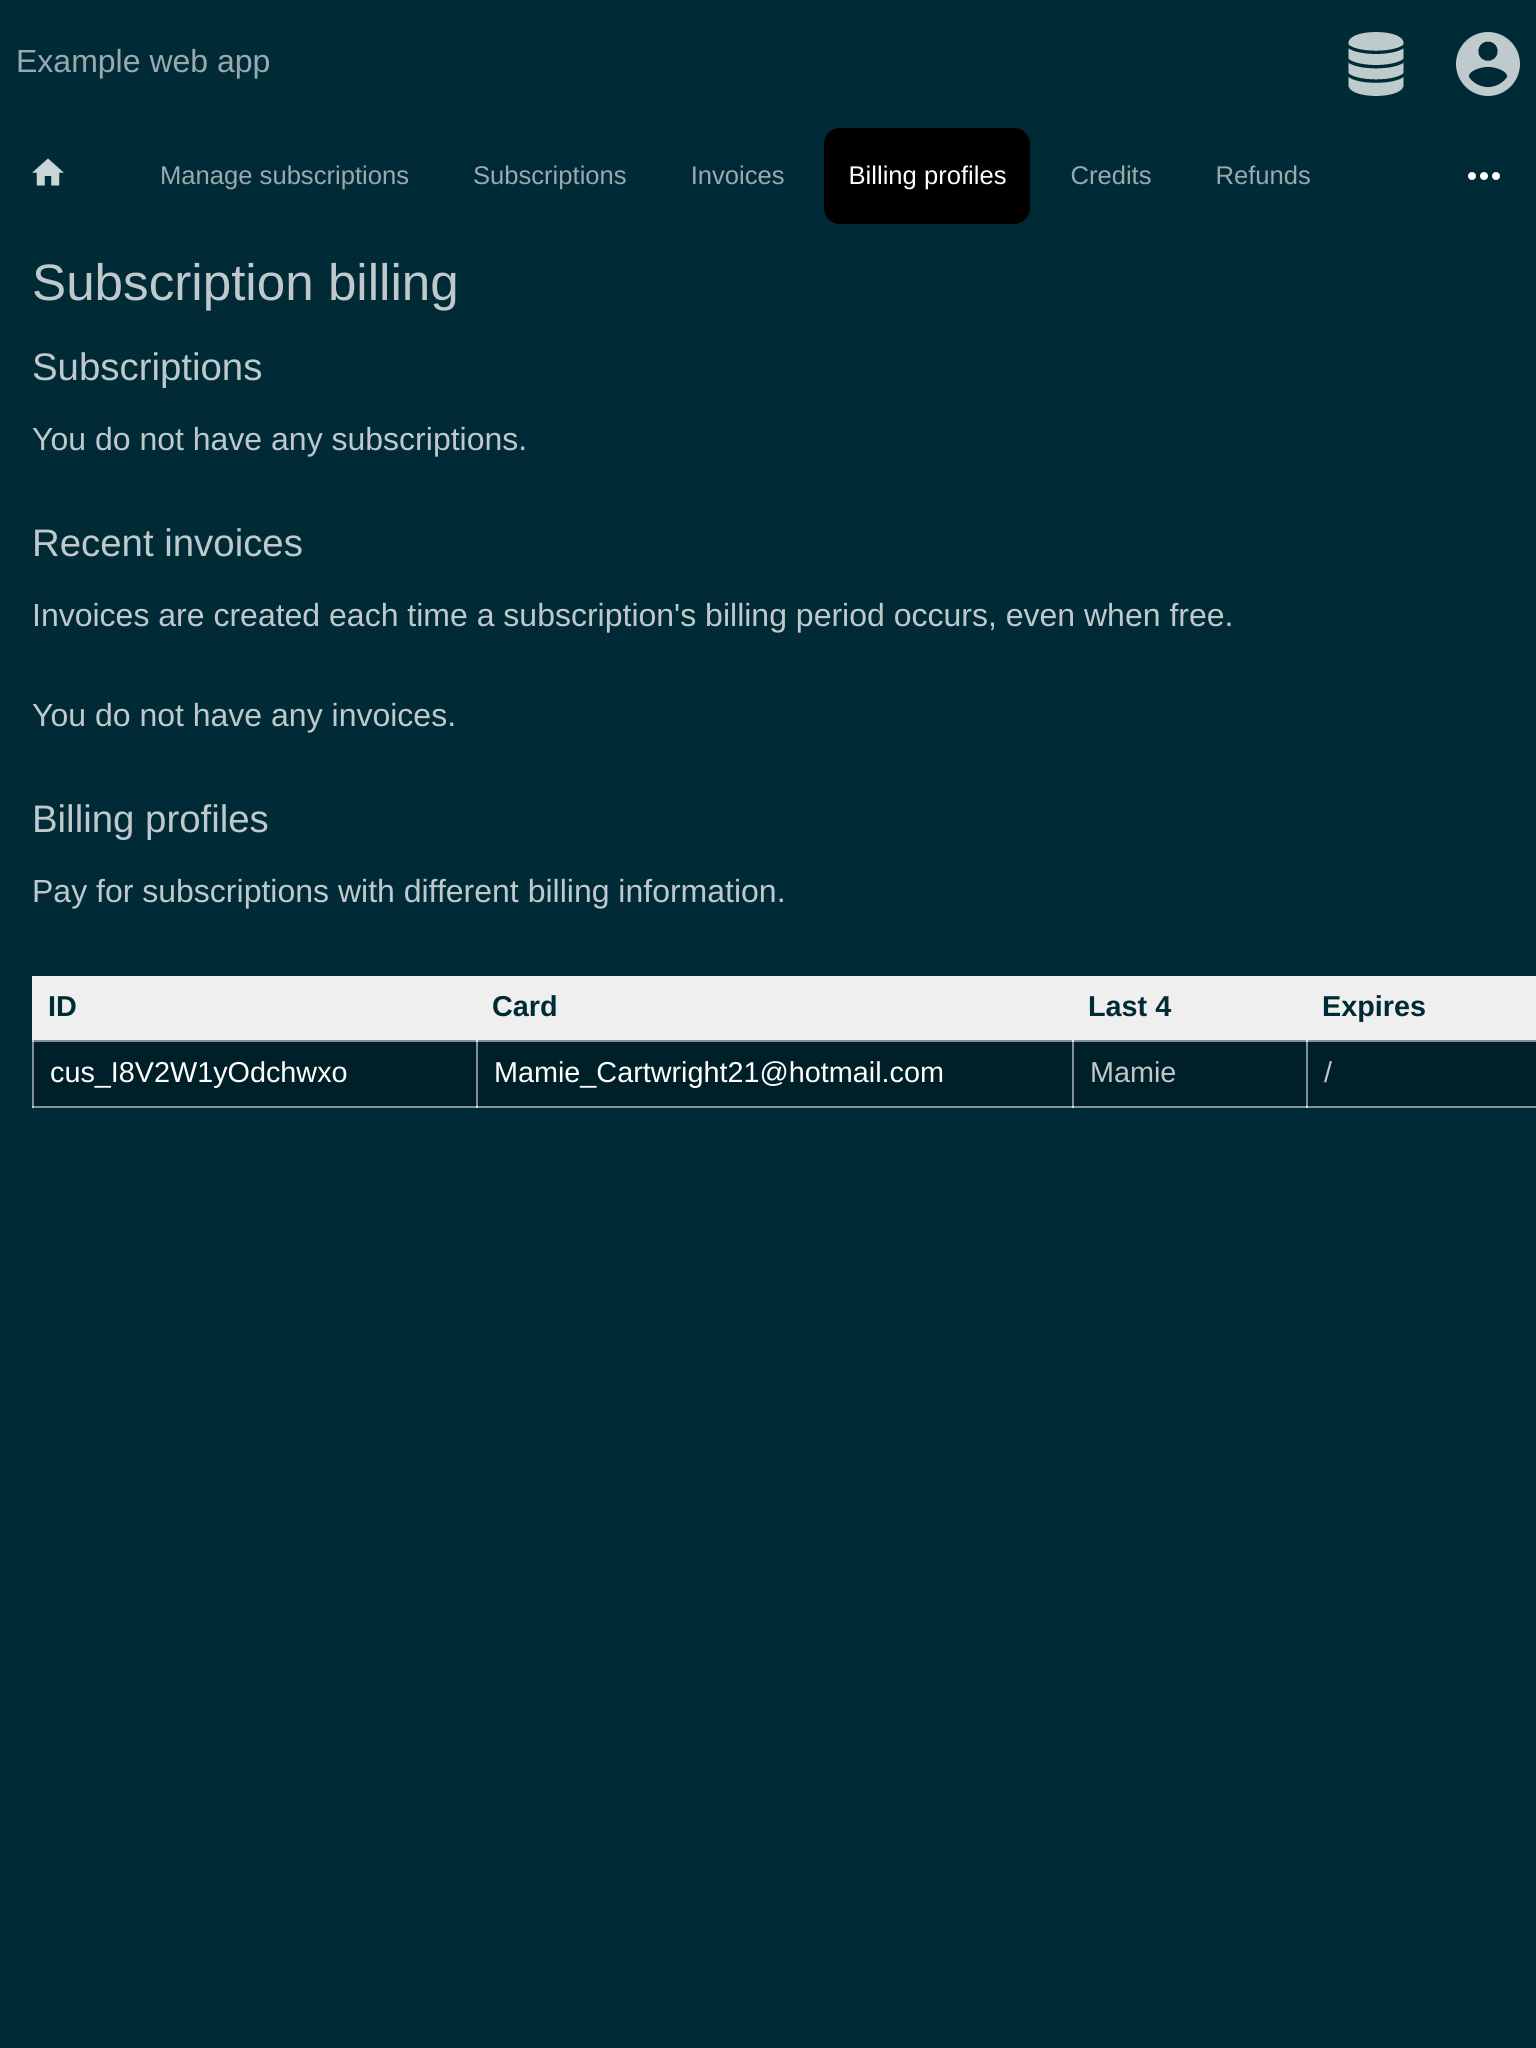 Example web app
Manage subscriptions Subscriptions Invoices Billing profiles Credits Refunds
Subscription billing
Subscriptions
You do not have any subscriptions.
Recent invoices
Invoices are created each time a subscription's billing period occurs, even when free.
You do not have any invoices.
Billing profiles
Pay for subscriptions with different billing information.
ID Card Last 4 Expires
cus_I8V2W1yOdchwxo Mamie_Cartwright21@hotmail.com Mamie /